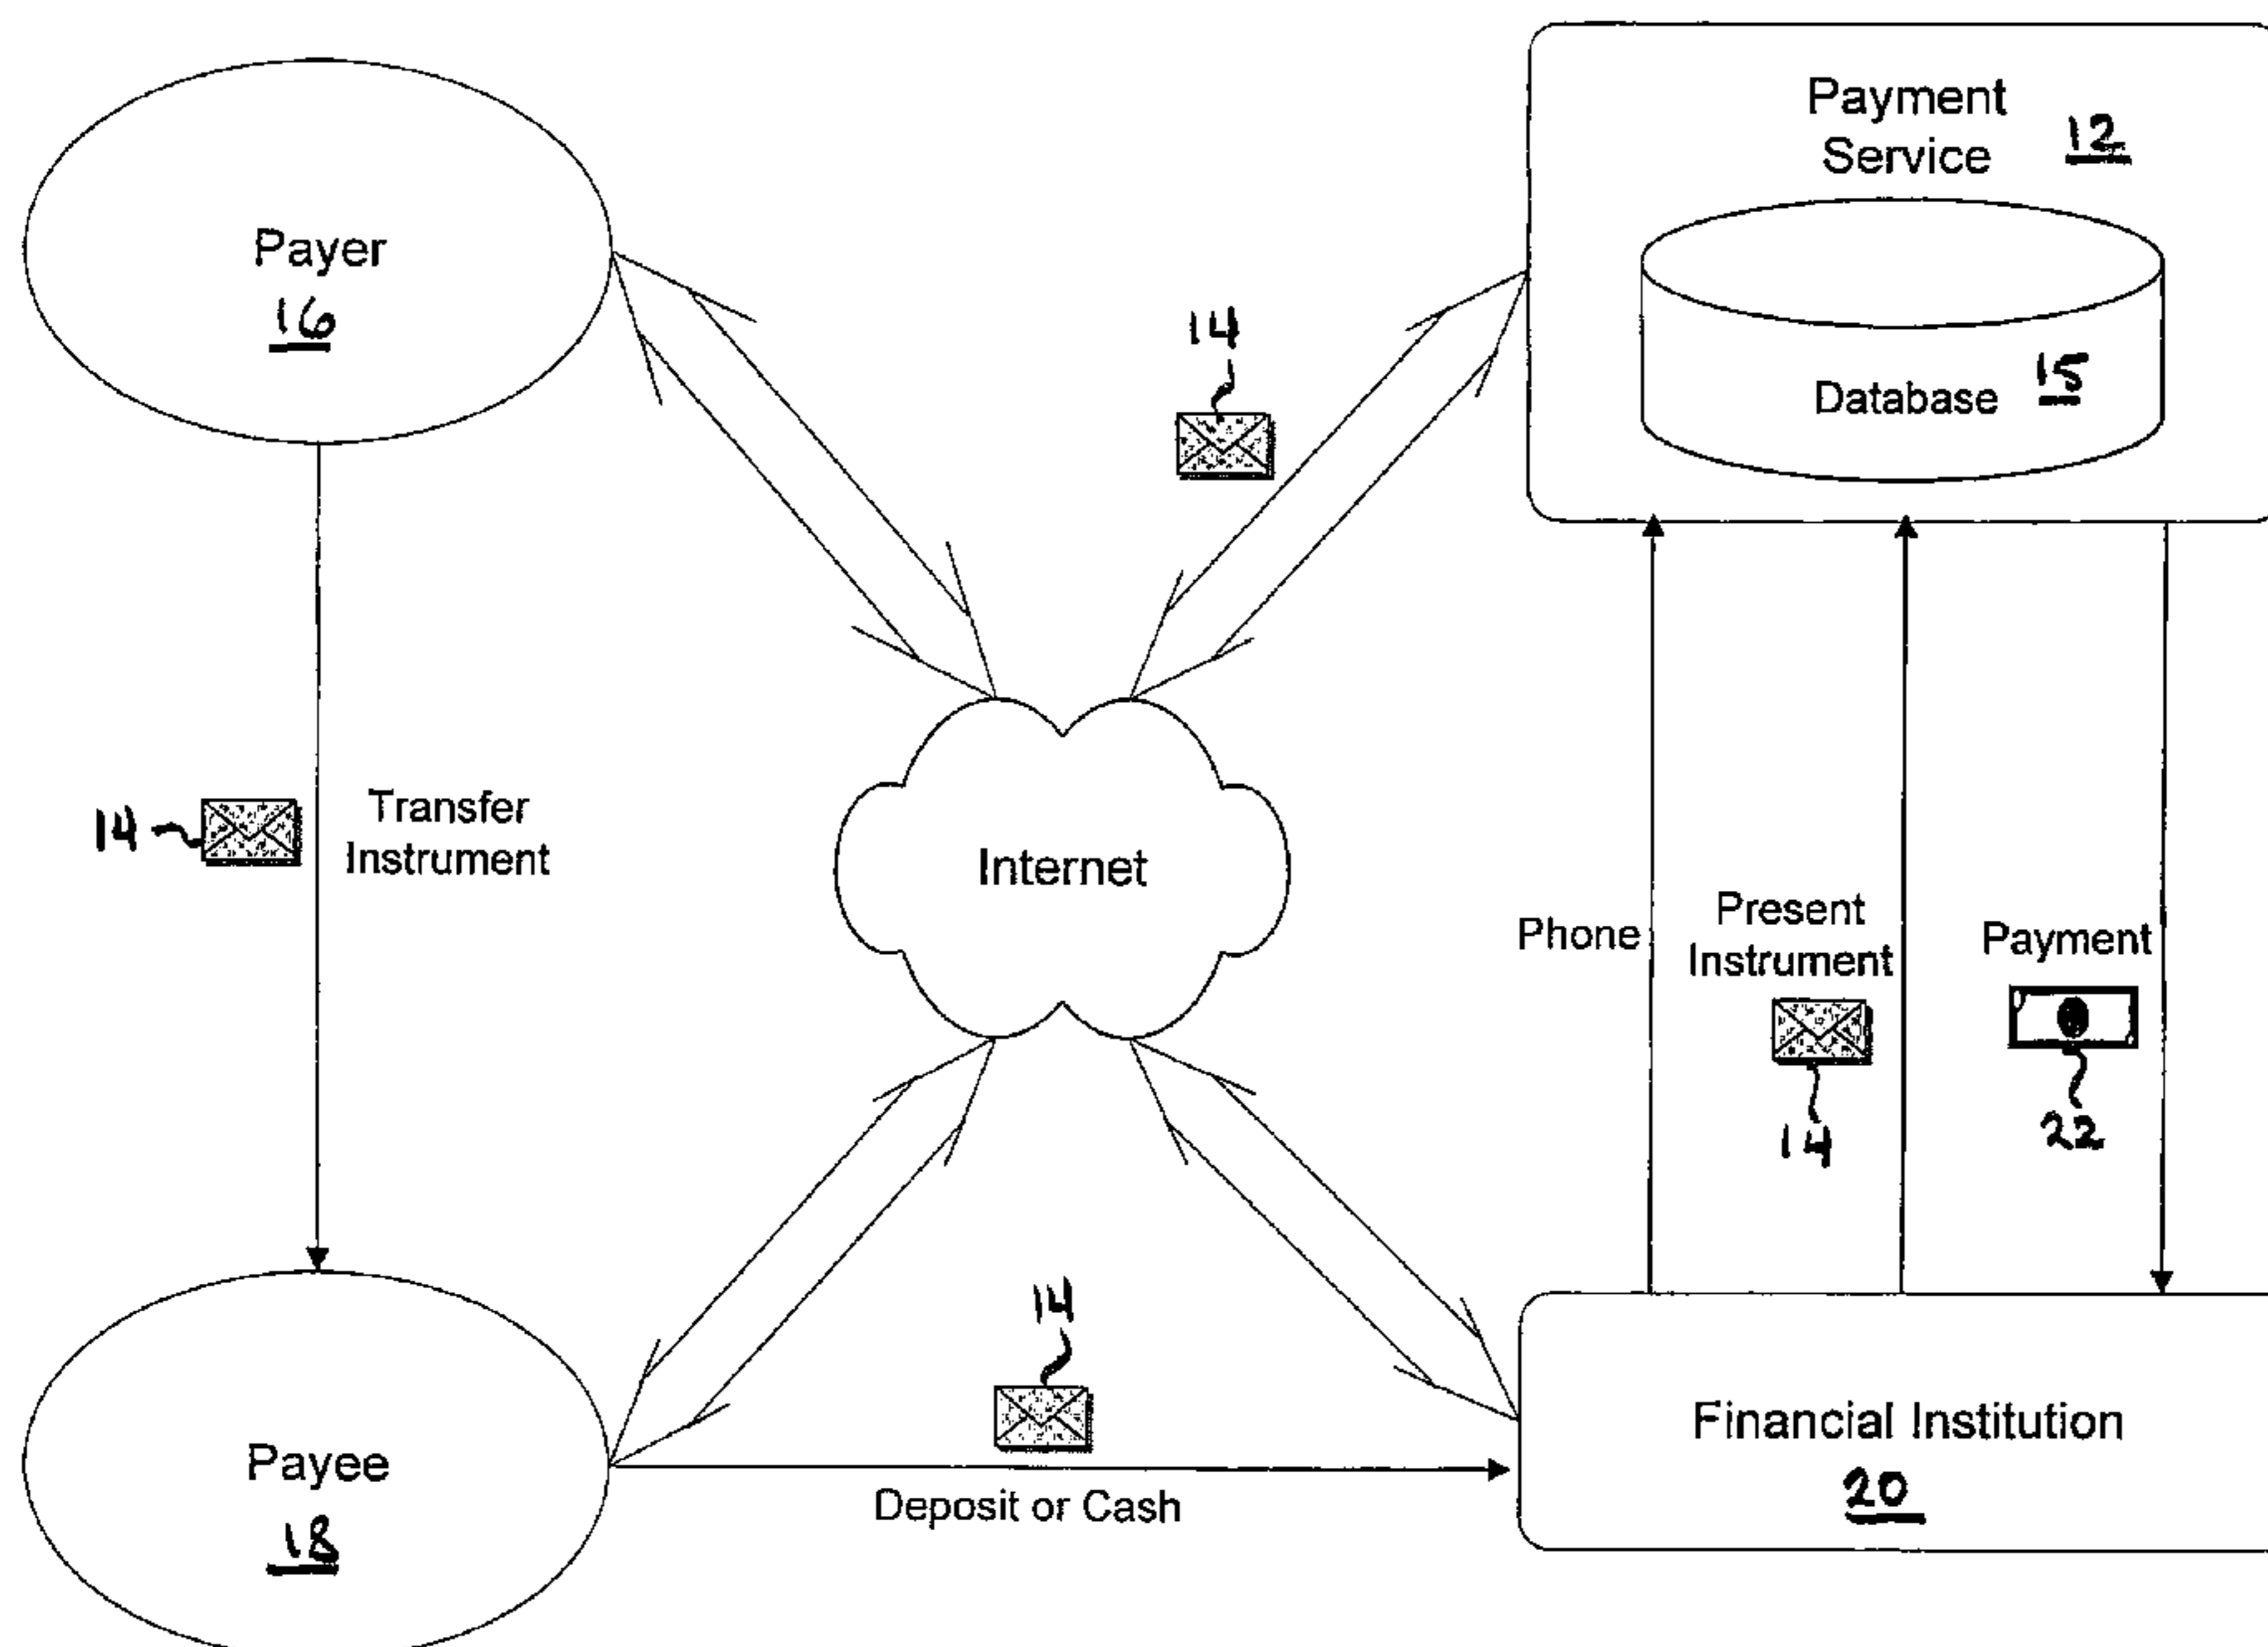 Payment
Service 12
Payer
16
14
Database 15
14
Transfer
Instrument
Internet
Phone
Present
Instrument
14
Payment
22
14
Deposit or Cash
Payee
18
Financial Institution
20